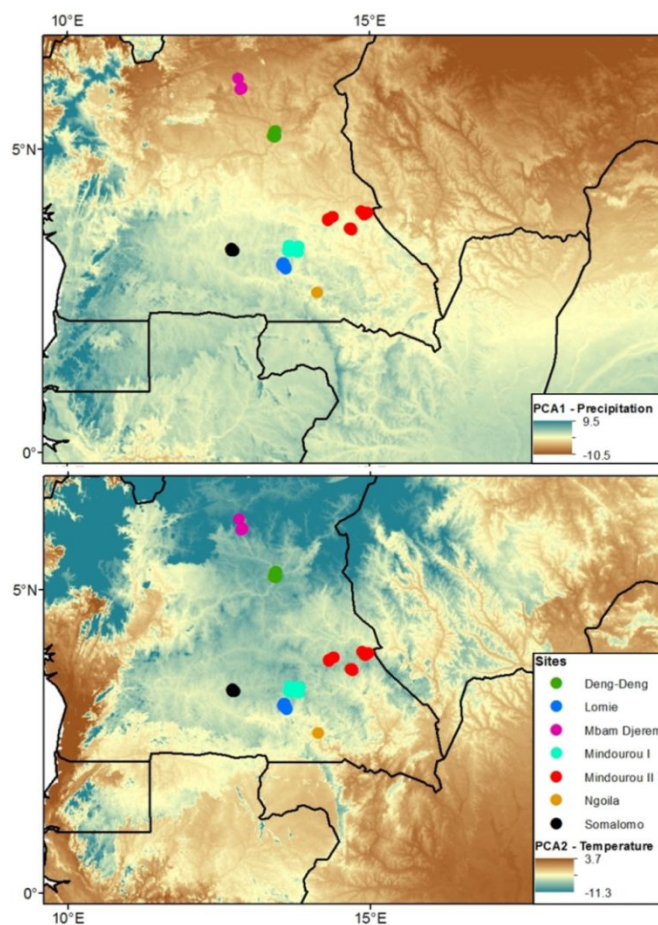 10°E 15°E
5°N
0°
PCA1 - Precipitation
9.5
-10.5
5°N
0°
Sites
Deng-Deng
Lomie
Mbam Djerem
Mindourou I
Mindourou II
Ngoila
Somalomo
PCA2 - Temperature
3.7
-11.3
10°E 15°E